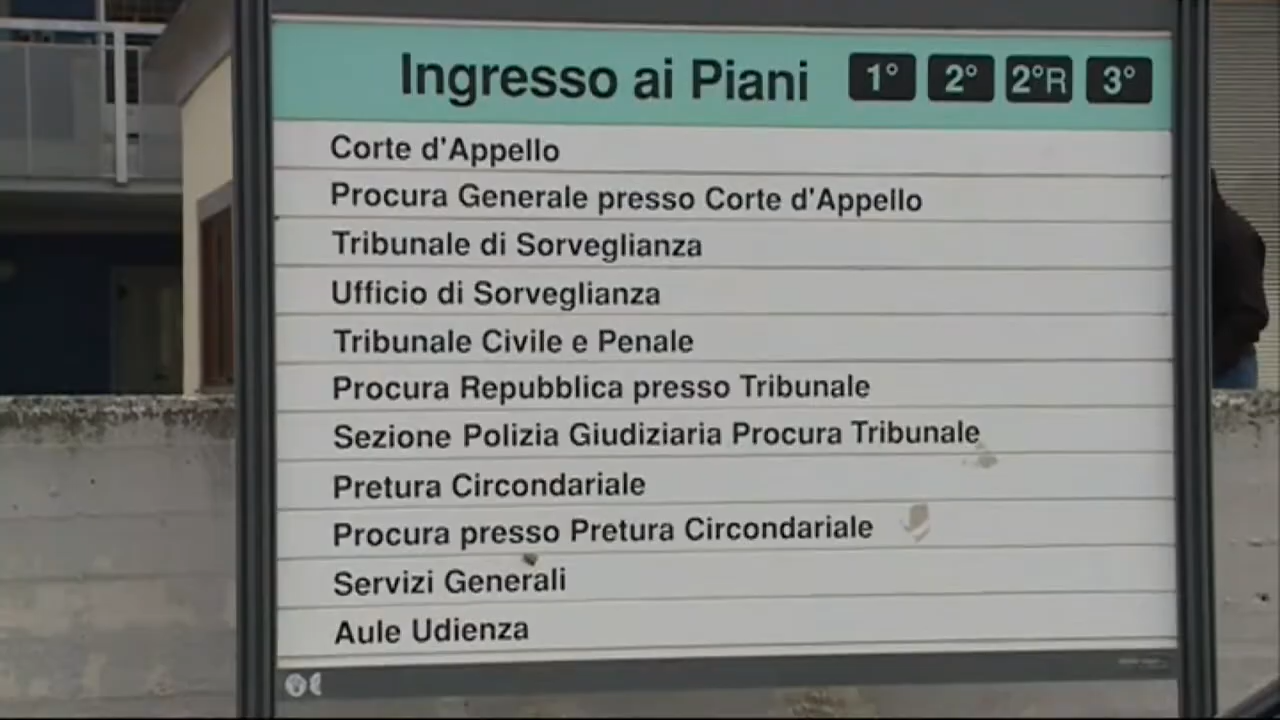 Ingresso ai Piani 1° 2° 2°R 3°
Corte d'Appello
Procura Generale presso Corte d'Appello
Tribunale di Sorveglianza
Ufficio di Sorveglianza
Tribunale Civile e Penale
Procura Repubblica presso Tribunale
Sezione Polizia Giudiziaria Procura Tribunale
Pretura Circondariale
Procura presso Pretura Circondariale
Servizi Generali
Aule Udienza